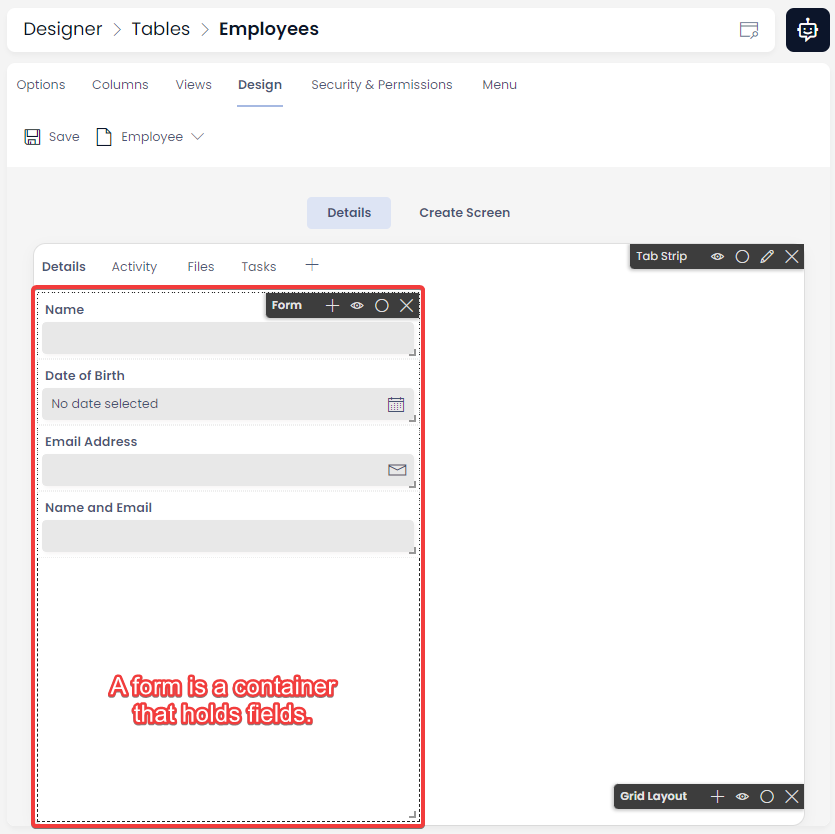 Designer > Tables > Employees
Options Columns Views Design Security & Permissions Menu
Save Employee
Details Create Screen
Details Activity Files Tasks +
Tab Strip
Form
Name
Date of Birth
No date selected
Email Address
Name and Email
A form is a container
that holds fields.
Grid Layout